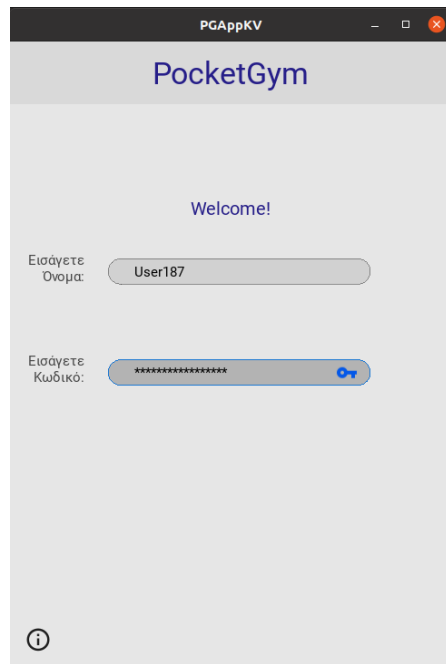 PGAppKV
PocketGym
Welcome!
Εισάγετε
Όνομα:
User187
Εισάγετε
Κωδικό:
*****************